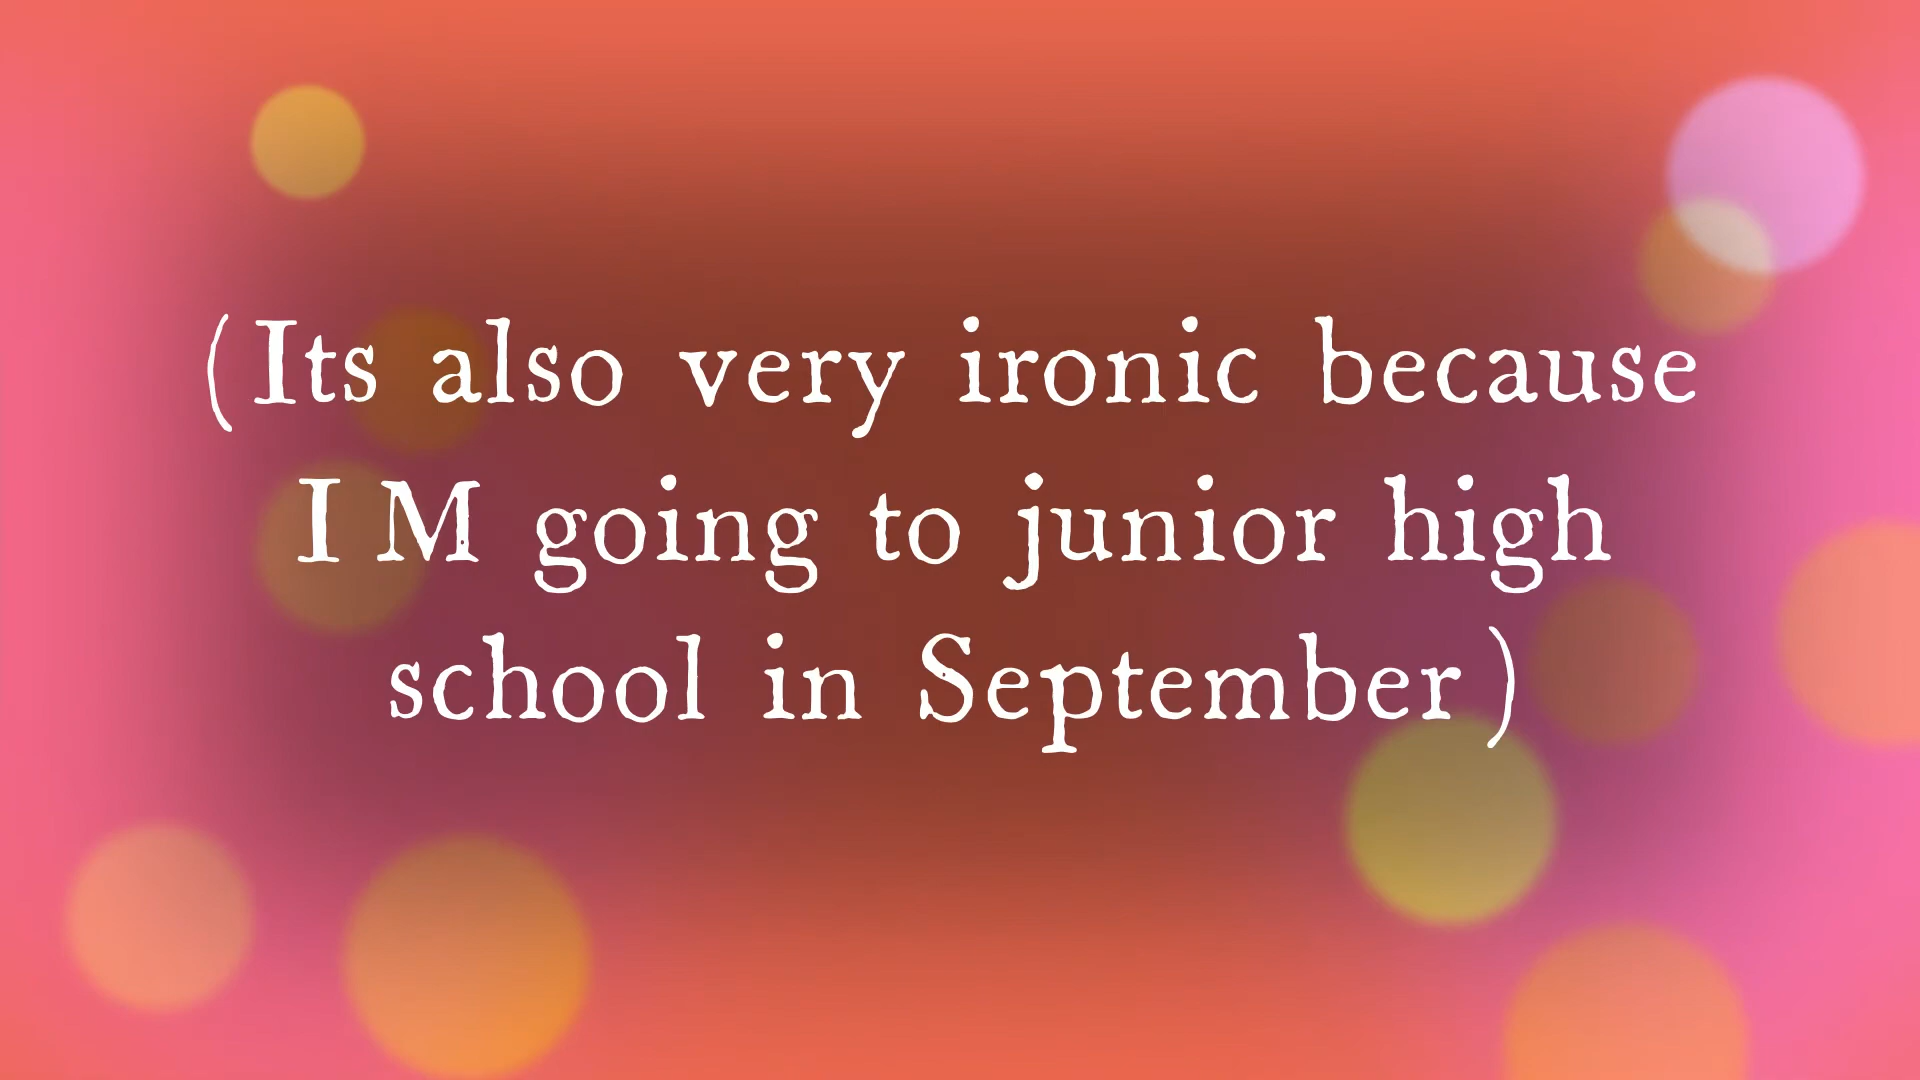 (Its also very ironic because
I M going to junior high
school in September)